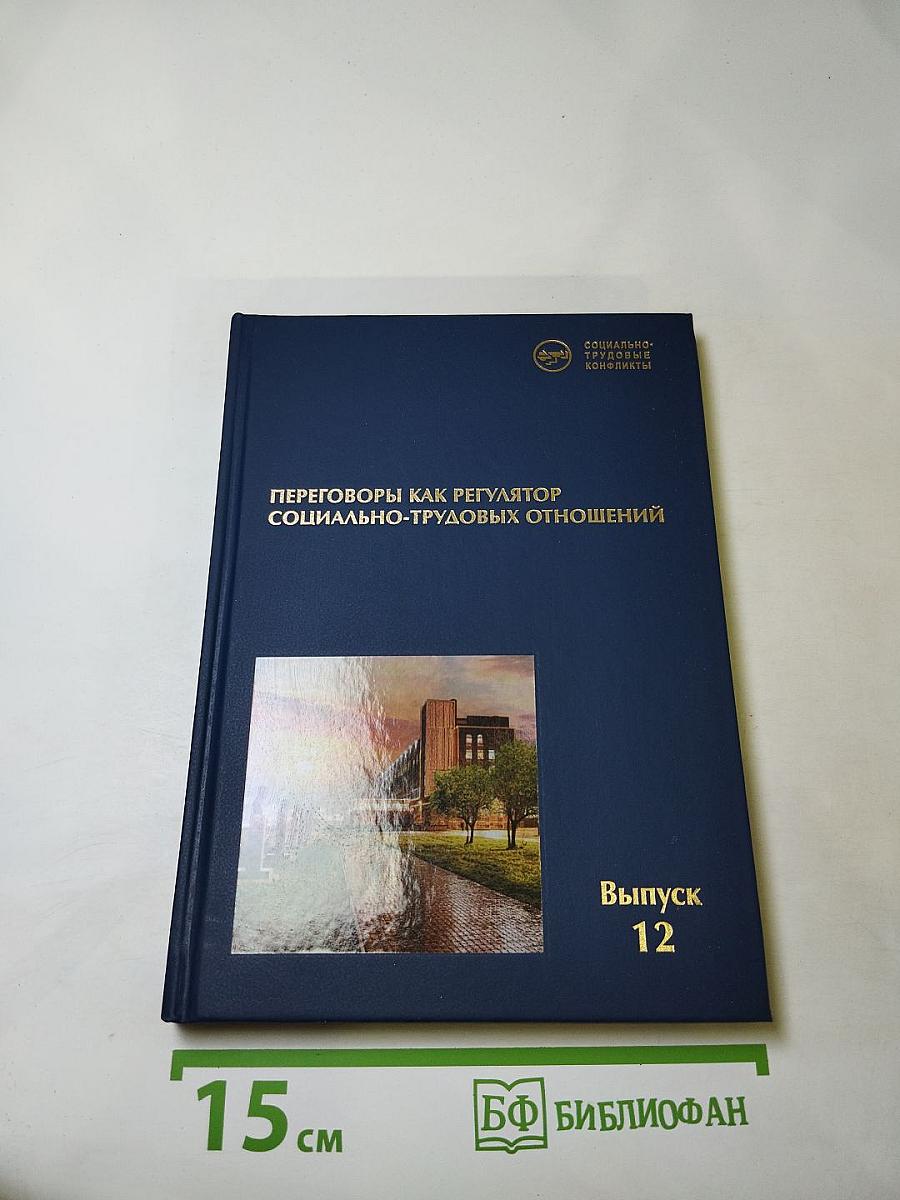 СОЦИАЛЬНО-
ТРУДОВЫЕ
КОНФЛИКТЫ
ПЕРЕГОВОРЫ КАК РЕГУЛЯТОР
СОЦИАЛЬНО-ТРУДОВЫХ ОТНОШЕНИЙ
Выпуск
12
15 см
БФ БИБЛИОФАН